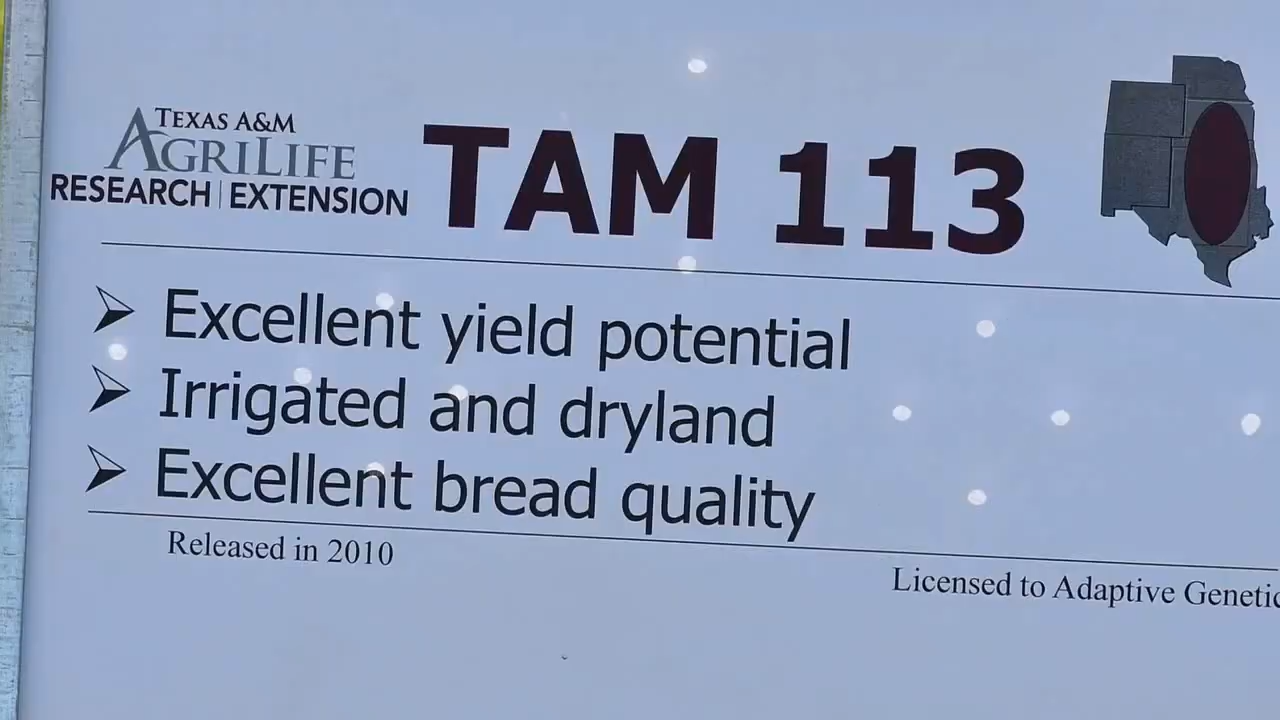 TEXAS A&M
AGRILIFE
RESEARCH | EXTENSION
TAM 113
Excellent yield potential
Irrigated and dryland
Excellent bread quality
Released in 2010
Licensed to Adaptive Genetic